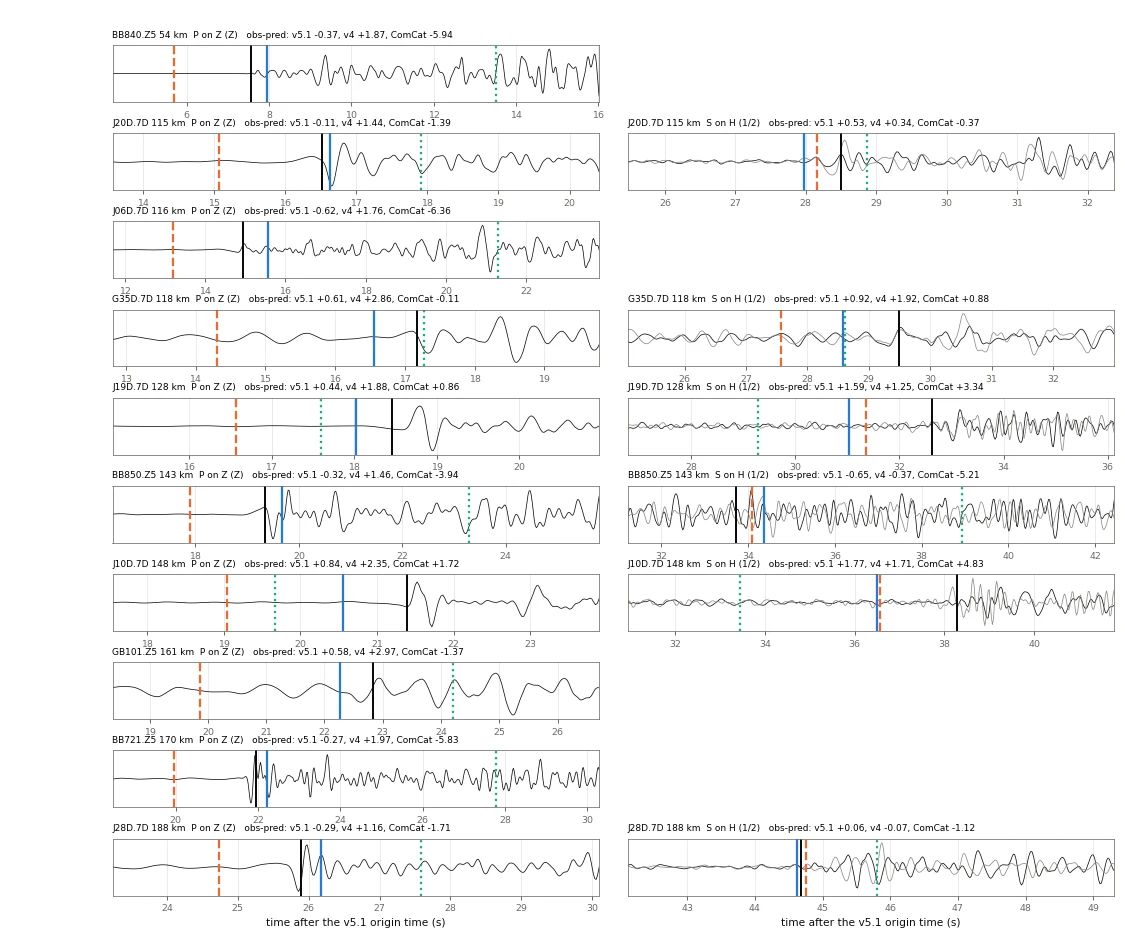 BB840.Z5 54 km P on Z (Z) obs-pred: v5.1 -0.37, v4 +1.87, ComCat -5.94
6 8 10 12 14 16
J20D.7D 115 km P on Z (Z) obs-pred: v5.1 -0.11, v4 +1.44, ComCat -1.39
14 15 16 17 18 19 20
J20D.7D 115 km S on H (1/2) obs-pred: v5.1 +0.53, v4 +0.34, ComCat -0.37
26 27 28 29 30 31 32
J06D.7D 116 km P on Z (Z) obs-pred: v5.1 -0.62, v4 +1.76, ComCat -6.36
12 14 16 18 20 22
G35D.7D 118 km P on Z (Z) obs-pred: v5.1 +0.61, v4 +2.86, ComCat -0.11
13 14 15 16 17 18 19
G35D.7D 118 km S on H (1/2) obs-pred: v5.1 +0.92, v4 +1.92, ComCat +0.88
26 27 28 29 30 31 32
J19D.7D 128 km P on Z (Z) obs-pred: v5.1 +0.44, v4 +1.88, ComCat +0.86
16 17 18 19 20
J19D.7D 128 km S on H (1/2) obs-pred: v5.1 +1.59, v4 +1.25, ComCat +3.34
28 30 32 34 36
BB850.Z5 143 km P on Z (Z) obs-pred: v5.1 -0.32, v4 +1.46, ComCat -3.94
18 20 22 24
BB850.Z5 143 km S on H (1/2) obs-pred: v5.1 -0.65, v4 -0.37, ComCat -5.21
32 34 36 38 40 42
J10D.7D 148 km P on Z (Z) obs-pred: v5.1 +0.84, v4 +2.35, ComCat +1.72
18 19 20 21 22 23
J10D.7D 148 km S on H (1/2) obs-pred: v5.1 +1.77, v4 +1.71, ComCat +4.83
32 34 36 38 40
GB101.Z5 161 km P on Z (Z) obs-pred: v5.1 +0.58, v4 +2.97, ComCat -1.37
19 20 21 22 23 24 25 26
BB721.Z5 170 km P on Z (Z) obs-pred: v5.1 -0.27, v4 +1.97, ComCat -5.83
20 22 24 26 28 30
J28D.7D 188 km P on Z (Z) obs-pred: v5.1 -0.29, v4 +1.16, ComCat -1.71
24 25 26 27 28 29 30
time after the v5.1 origin time (s)
J28D.7D 188 km S on H (1/2) obs-pred: v5.1 +0.06, v4 -0.07, ComCat -1.12
43 44 45 46 47 48 49
time after the v5.1 origin time (s)